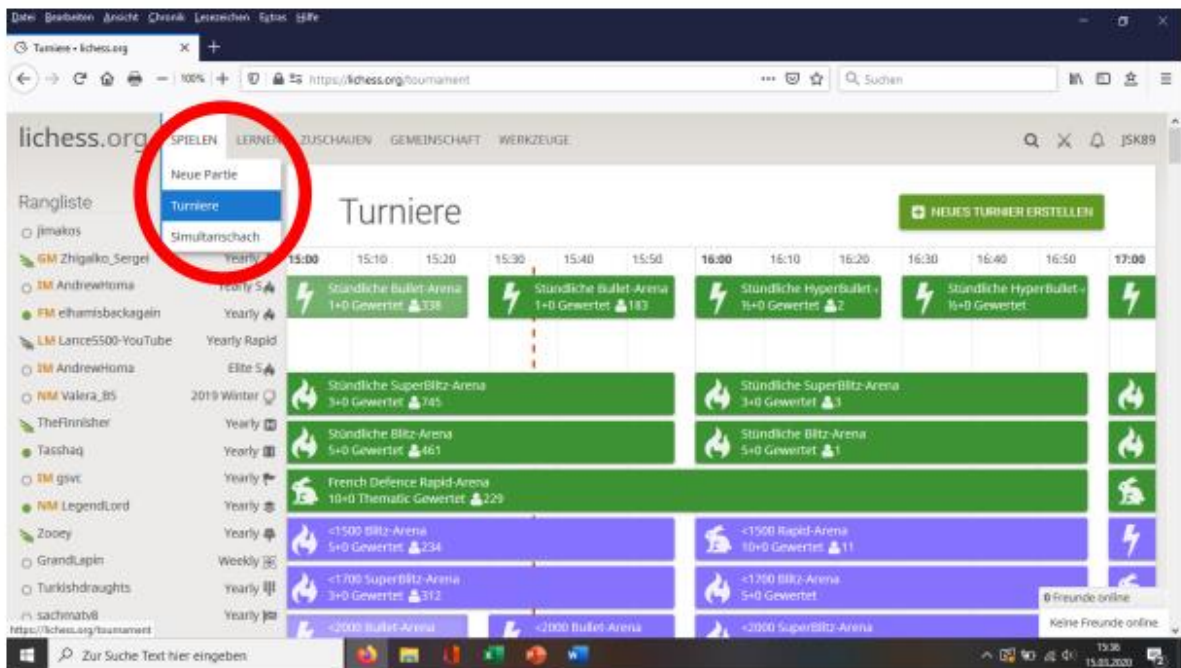 Datei Bearbeiten Ansicht Chronik Lesezeichen Extras Hilfe
Turniere • lichess.org
100%
https://lichess.org/tournament
Suchen
lichess.org SPIELEN LERNEN ZUSCHAUEN GEMEINSCHAFT WERKZEUGE JSK89
Neue Partie
Turniere
Simultanschach
Rangliste
Turniere
NEUES TURNIER ERSTELLEN
jimakos
GM Zhigalko_Sergei Yearly
IM AndrewHoma Yearly S
FM elhamisbackagain Yearly
LM Lance5500-YouTube Yearly Rapid
IM AndrewHoma Elite S
NM Valera_B5 2019 Winter
TheFinnisher Yearly
Tasshaq Yearly
IM gsvc Yearly
NM LegendLord Yearly
Zooey Yearly
GrandLapin Weekly
Turkishdraughts Yearly
sachmatv8 Yearly
15:00 15:10 15:20 15:30 15:40 15:50 16:00 16:10 16:20 16:30 16:40 16:50 17:00
Stündliche Bullet-Arena
1+0 Gewertet 338
Stündliche Bullet-Arena
1+0 Gewertet 183
Stündliche HyperBullet-
½+0 Gewertet 2
Stündliche HyperBullet-
½+0 Gewertet
Stündliche SuperBlitz-Arena
3+0 Gewertet 745
Stündliche SuperBlitz-Arena
3+0 Gewertet 3
Stündliche Blitz-Arena
5+0 Gewertet 461
Stündliche Blitz-Arena
5+0 Gewertet 1
French Defence Rapid-Arena
10+0 Thematic Gewertet 229
<1500 Blitz-Arena
5+0 Gewertet 234
<1500 Rapid-Arena
10+0 Gewertet 11
<1700 SuperBlitz-Arena
3+0 Gewertet 312
<1700 Blitz-Arena
5+0 Gewertet
<2000 Bullet-Arena
<2000 Bullet-Arena
<2000 SuperBlitz-Arena
0 Freunde online
Keine Freunde online
https://lichess.org/tournament
Zur Suche Text hier eingeben
15:36
15.03.2020